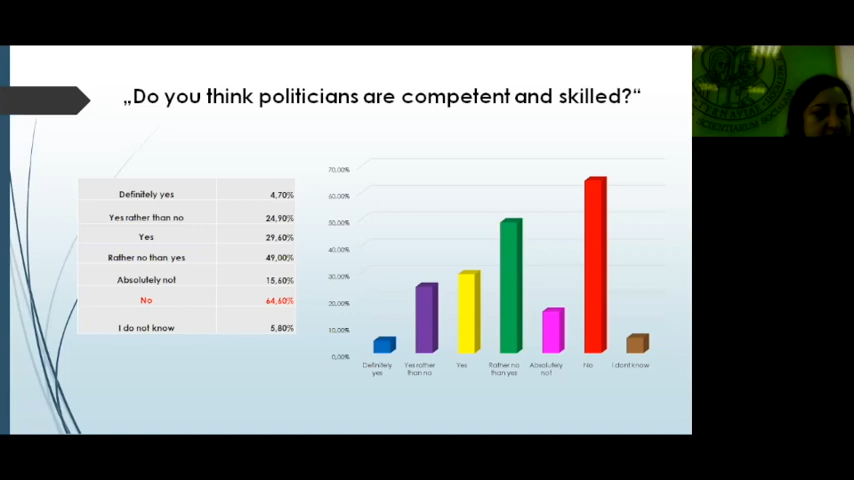 „Do you think politicians are competent and skilled?“
Definitely yes 4,70%
Yes rather than no 24,90%
Yes 29,60%
Rather no than yes 49,00%
Absolutely not 15,60%
No 64,60%
I do not know 5,80%
70,00%
60,00%
50,00%
40,00%
30,00%
20,00%
10,00%
0,00%
Definitely yes
Yes rather than no
Yes
Rather no than yes
Absolutely not
No
I dont know
SCIENTIARUM SOCIALIUM